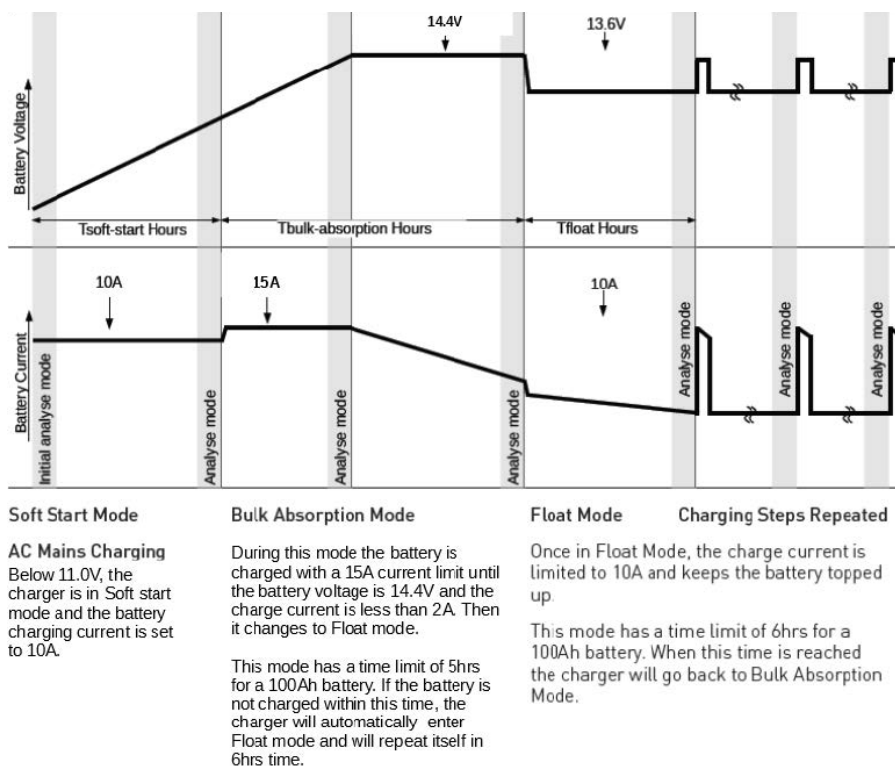 14.4V
13.6V
Battery Voltage
Tsoft-start Hours
Tbulk-absorption Hours
Tfloat Hours
10A
15A
10A
Battery Current
Initial analyse mode
Analyse mode
Analyse mode
Analyse mode
Analyse mode
Analyse mode
Analyse mode
Soft Start Mode
AC Mains Charging
Below 11.0V, the
charger is in Soft start
mode and the battery
charging current is set
to 10A.
Bulk Absorption Mode
During this mode the battery is
charged with a 15A current limit until
the battery voltage is 14.4V and the
charge current is less than 2A. Then
it changes to Float mode.
This mode has a time limit of 5hrs
for a 100Ah battery. If the battery is
not charged within this time, the
charger will automatically enter
Float mode and will repeat itself in
6hrs time.
Float Mode
Charging Steps Repeated
Once in Float Mode, the charge current is
limited to 10A and keeps the battery topped
up.
This mode has a time limit of 6hrs for a
100Ah battery. When this time is reached
the charger will go back to Bulk Absorption
Mode.